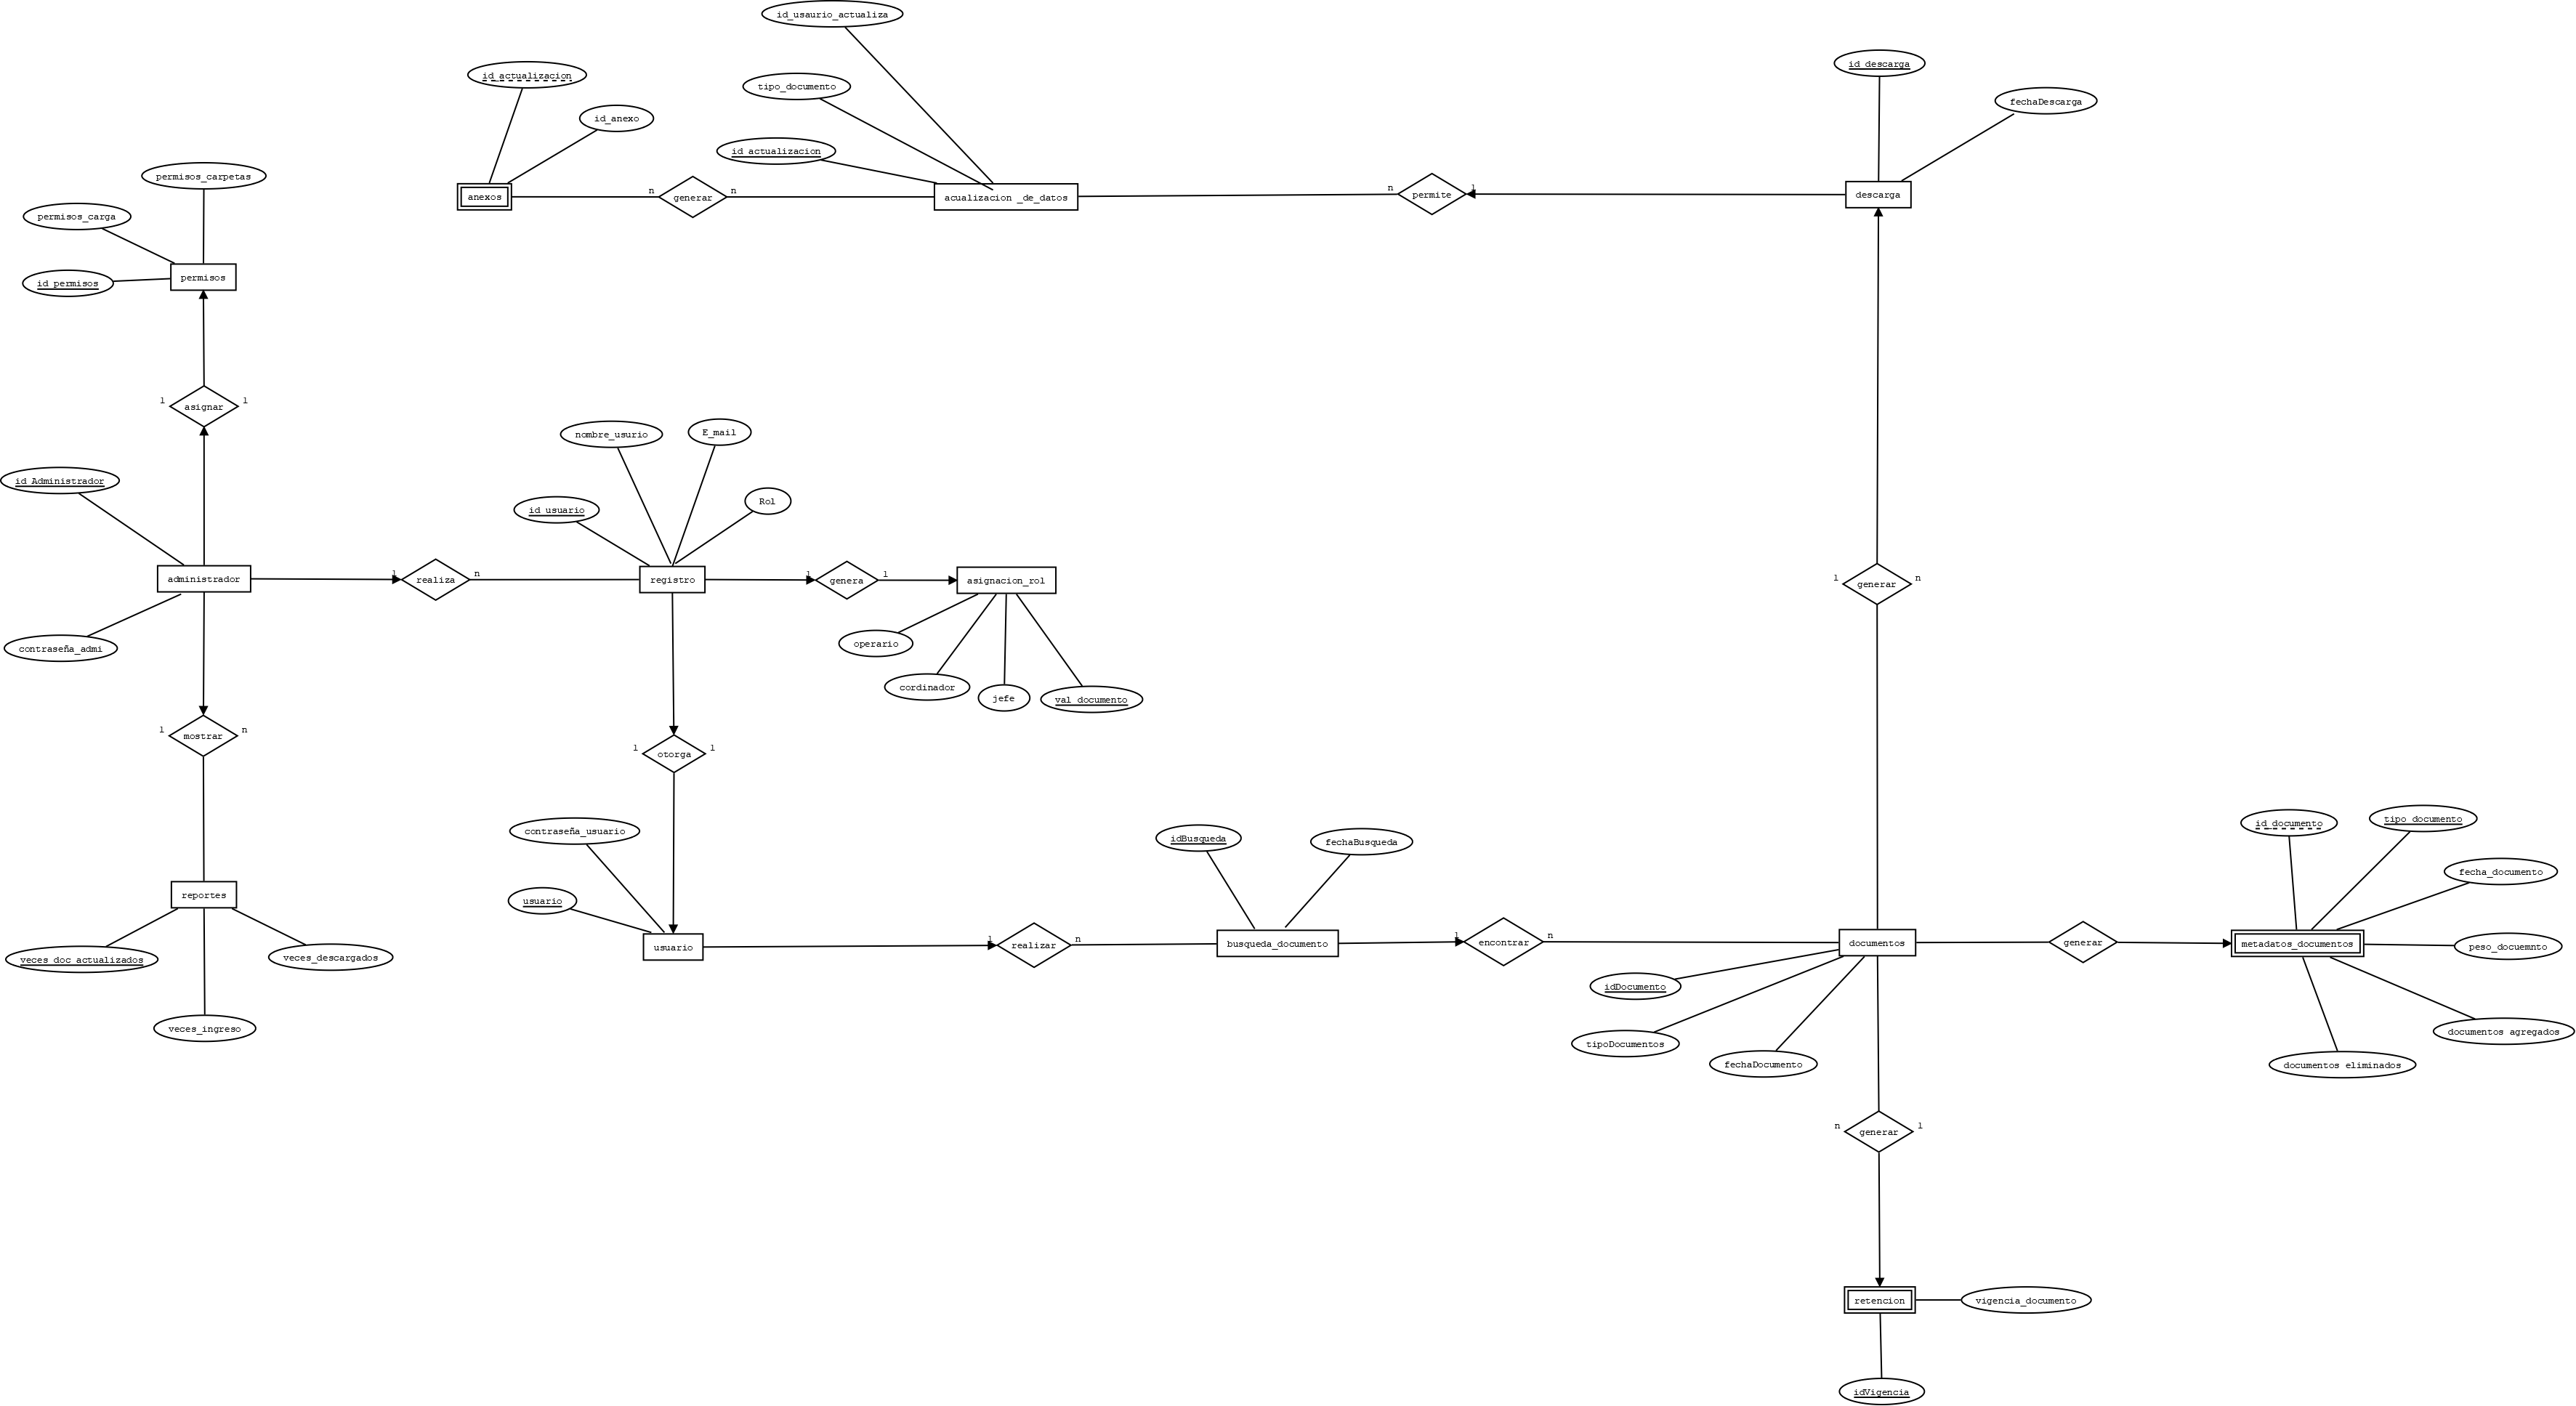 id_usaurio_actualiza
id_descarga
id_actualizacion
tipo_documento
fechaDescarga
id_anexo
id_actualizacion
permisos_carpetas
anexos
n
generar
n
acualizacion _de_datos
n
permite
1
descarga
permisos_carga
permisos
id_permisos
1
asignar
1
nombre_usurio
E_mail
id_Administrador
Rol
id_usuario
administrador
1
realiza
n
registro
1
genera
1
asignacion_rol
1
generar
n
contraseña_admi
operario
cordinador
jefe
val_documento
1
mostrar
n
1
otorga
1
contraseña_usuario
idBusqueda
fechaBusqueda
id_documento
tipo_documento
fecha_documento
reportes
usuario
usuario
1
realizar
n
busqueda_documento
1
encontrar
n
documentos
generar
metadatos_documentos
peso_docuemnto
veces_doc_actualizados
veces_descargados
veces_ingreso
idDocumento
tipoDocumentos
fechaDocumento
documentos agregados
documentos eliminados
n
generar
1
retencion
vigencia_documento
idVigencia